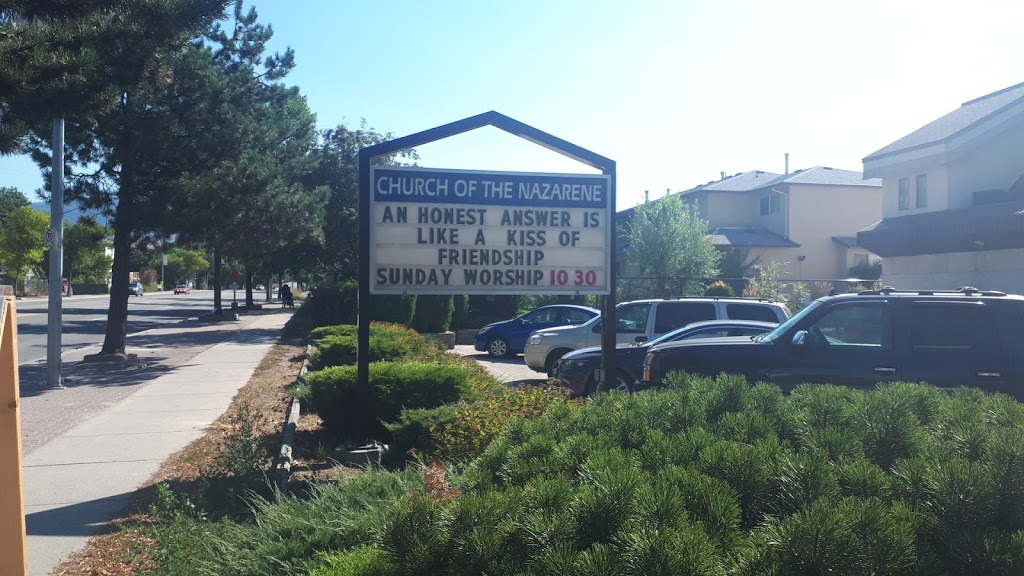 CHURCH OF THE NAZARENE
AN HONEST ANSWER IS
LIKE A KISS OF
FRIENDSHIP
SUNDAY WORSHIP 10 30